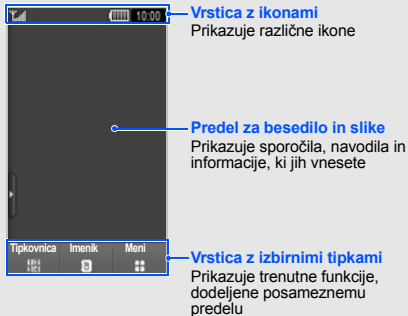 10:00
Vrstica z ikonami
Prikazuje različne ikone
Predel za besedilo in slike
Prikazuje sporočila, navodila in
informacije, ki jih vnesete
Tipkovnica Imenik Meni
Vrstica z izbirnimi tipkami
Prikazuje trenutne funkcije,
dodeljene posameznemu
predelu